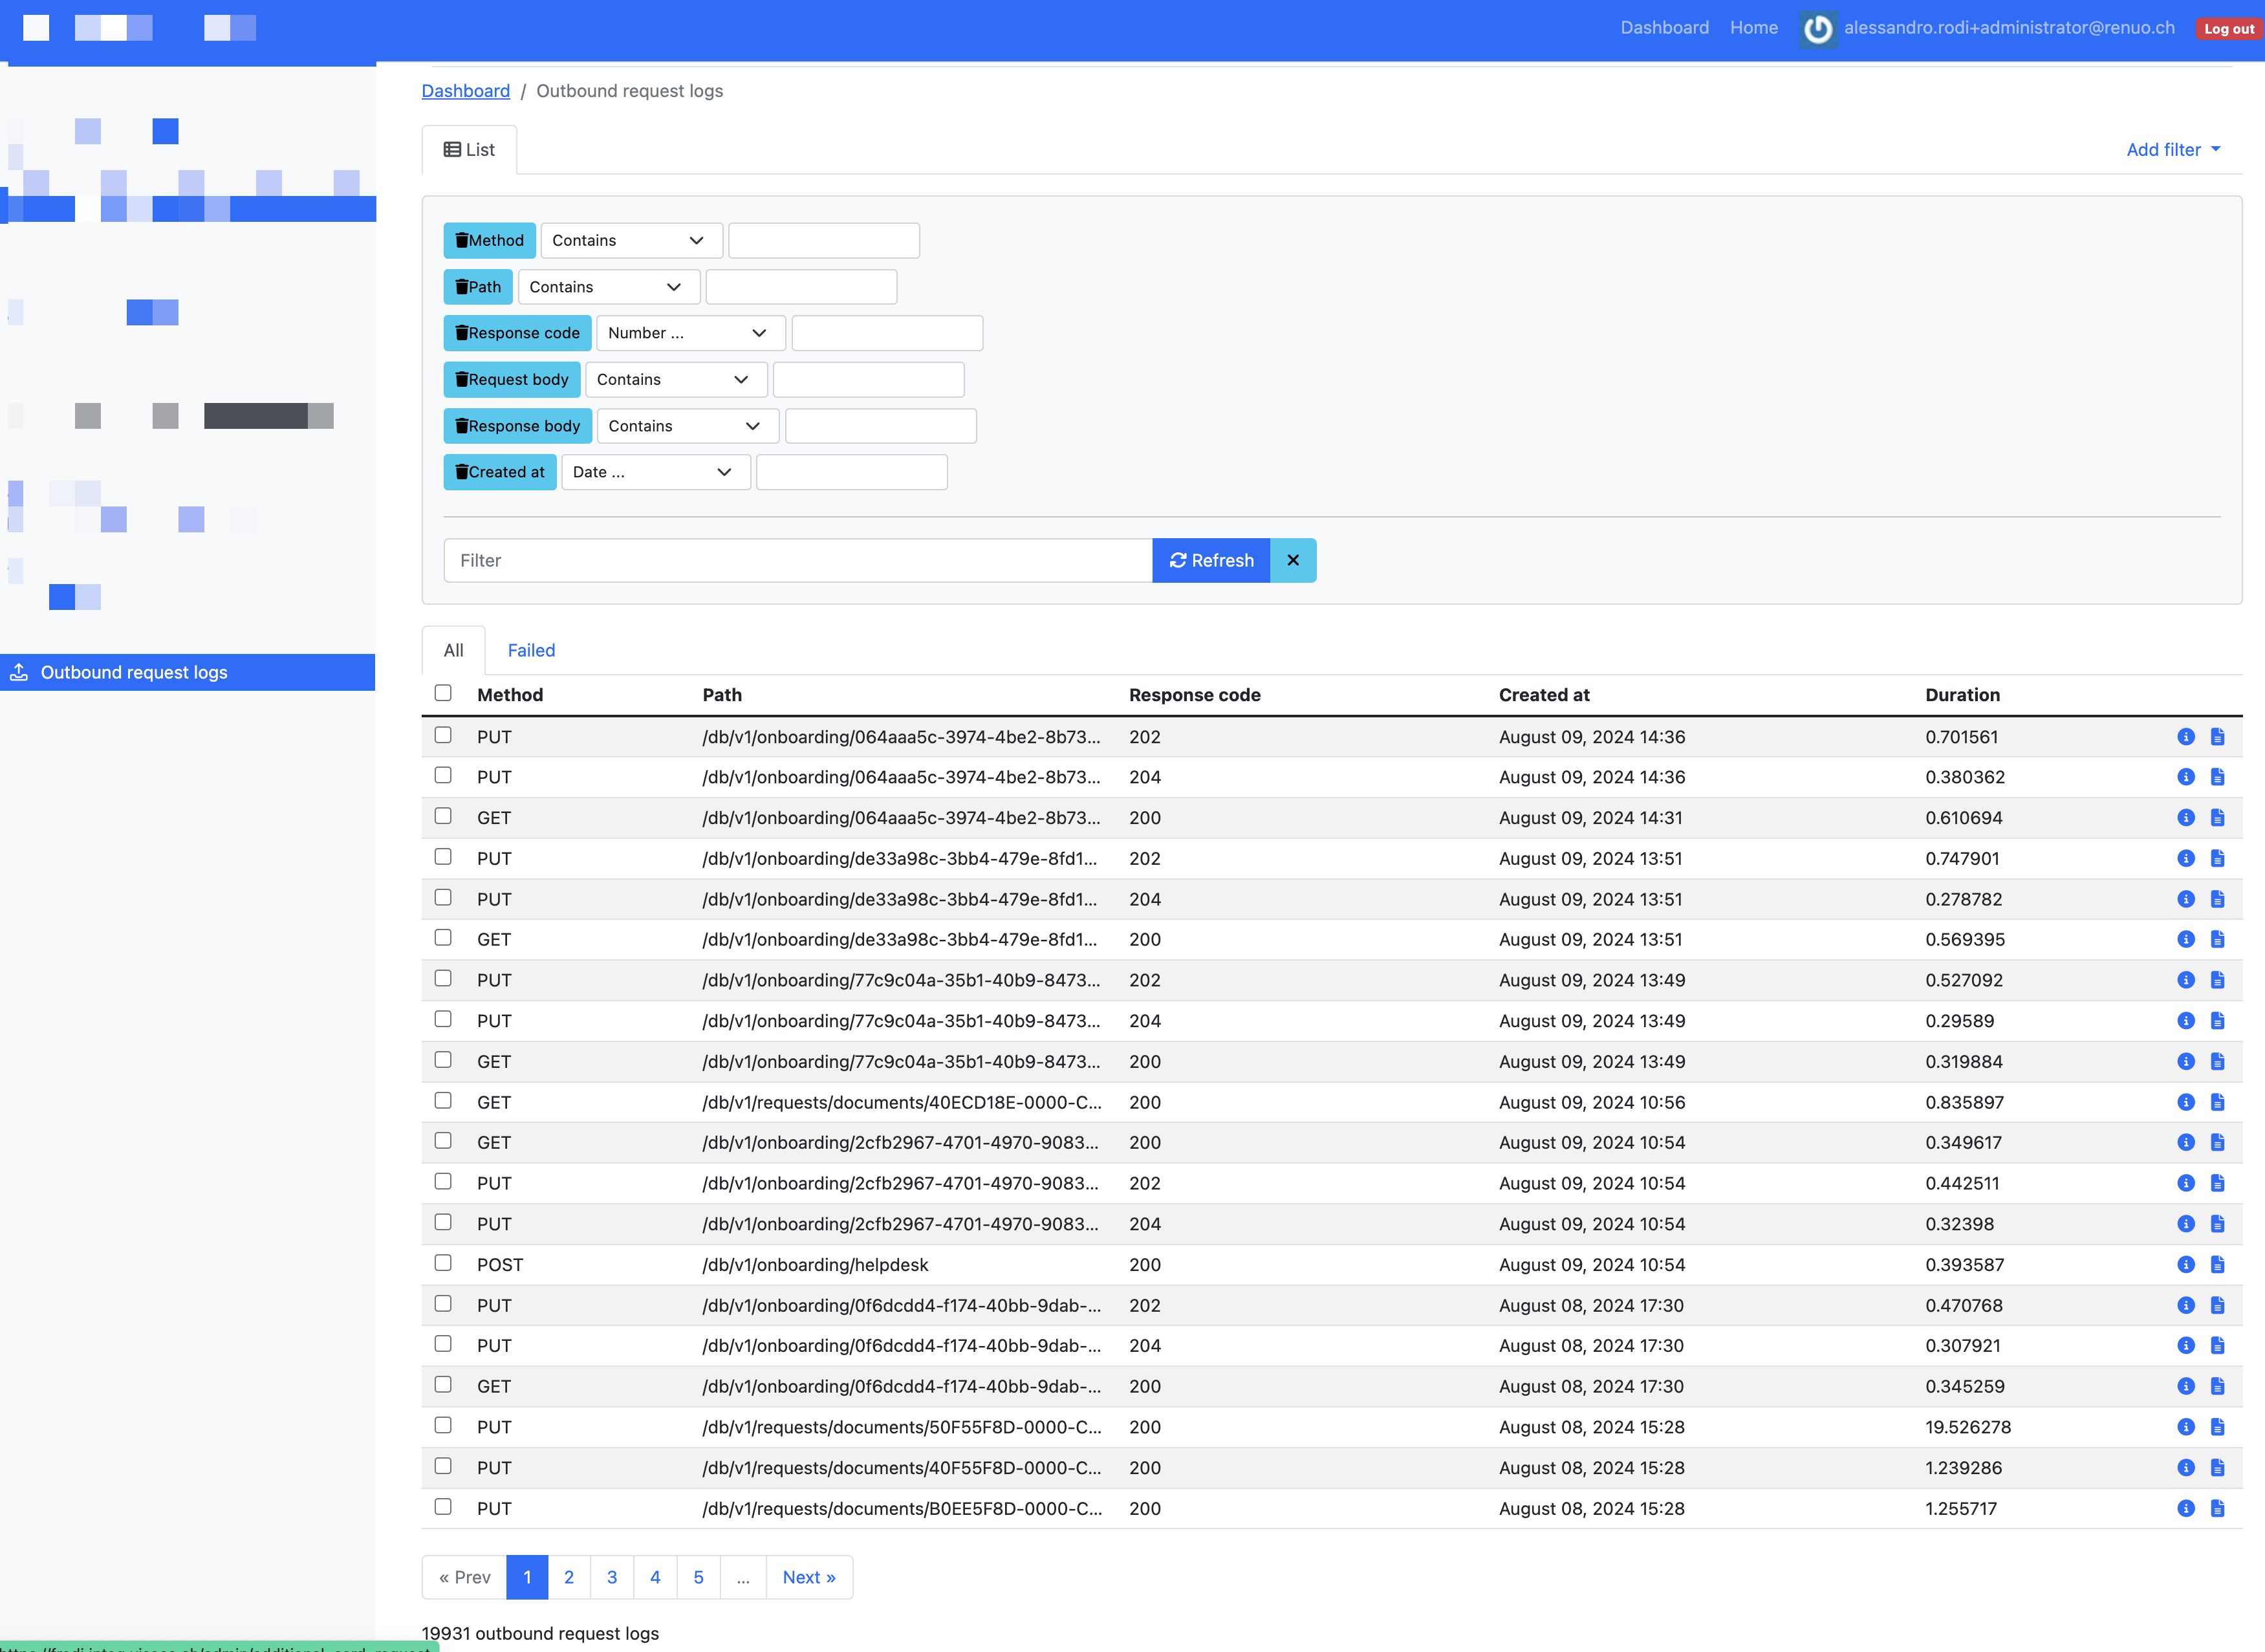 Dashboard Home alessandro.rodi+administrator@renuo.ch Log out
Dashboard / Outbound request logs
List Add filter
Method Contains
Path Contains
Response code Number ...
Request body Contains
Response body Contains
Created at Date ...
Filter Refresh
All Failed
Outbound request logs
Method Path Response code Created at Duration
PUT /db/v1/onboarding/064aaa5c-3974-4be2-8b73... 202 August 09, 2024 14:36 0.701561
PUT /db/v1/onboarding/064aaa5c-3974-4be2-8b73... 204 August 09, 2024 14:36 0.380362
GET /db/v1/onboarding/064aaa5c-3974-4be2-8b73... 200 August 09, 2024 14:31 0.610694
PUT /db/v1/onboarding/de33a98c-3bb4-479e-8fd1... 202 August 09, 2024 13:51 0.747901
PUT /db/v1/onboarding/de33a98c-3bb4-479e-8fd1... 204 August 09, 2024 13:51 0.278782
GET /db/v1/onboarding/de33a98c-3bb4-479e-8fd1... 200 August 09, 2024 13:51 0.569395
PUT /db/v1/onboarding/77c9c04a-35b1-40b9-8473... 202 August 09, 2024 13:49 0.527092
PUT /db/v1/onboarding/77c9c04a-35b1-40b9-8473... 204 August 09, 2024 13:49 0.29589
GET /db/v1/onboarding/77c9c04a-35b1-40b9-8473... 200 August 09, 2024 13:49 0.319884
GET /db/v1/requests/documents/40ECD18E-0000-C... 200 August 09, 2024 10:56 0.835897
GET /db/v1/onboarding/2cfb2967-4701-4970-9083... 200 August 09, 2024 10:54 0.349617
PUT /db/v1/onboarding/2cfb2967-4701-4970-9083... 202 August 09, 2024 10:54 0.442511
PUT /db/v1/onboarding/2cfb2967-4701-4970-9083... 204 August 09, 2024 10:54 0.32398
POST /db/v1/onboarding/helpdesk 200 August 09, 2024 10:54 0.393587
PUT /db/v1/onboarding/0f6dcdd4-f174-40bb-9dab-... 202 August 08, 2024 17:30 0.470768
PUT /db/v1/onboarding/0f6dcdd4-f174-40bb-9dab-... 204 August 08, 2024 17:30 0.307921
GET /db/v1/onboarding/0f6dcdd4-f174-40bb-9dab-... 200 August 08, 2024 17:30 0.345259
PUT /db/v1/requests/documents/50F55F8D-0000-C... 200 August 08, 2024 15:28 19.526278
PUT /db/v1/requests/documents/40F55F8D-0000-C... 200 August 08, 2024 15:28 1.239286
PUT /db/v1/requests/documents/B0EE5F8D-0000-C... 200 August 08, 2024 15:28 1.255717
« Prev 1 2 3 4 5 ... Next »
19931 outbound request logs